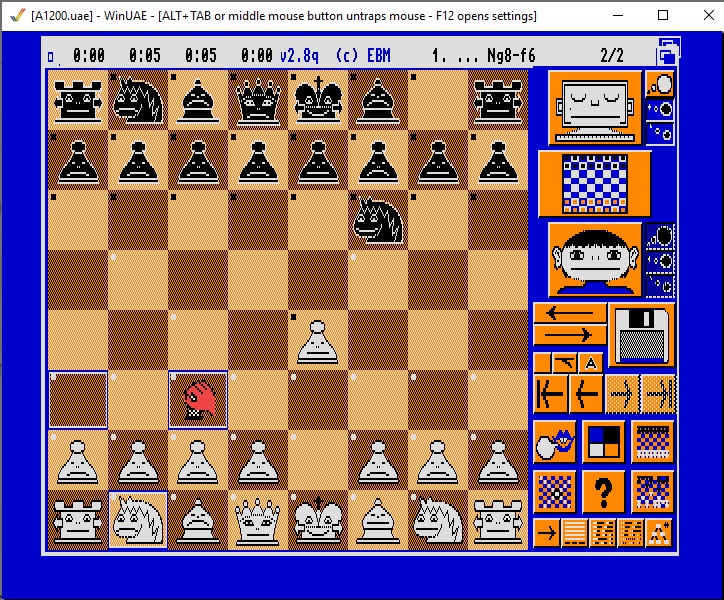 [A1200.uae] - WinUAE - [ALT+TAB or middle mouse button untraps mouse - F12 opens settings]
0:00 0:05 0:05 0:00 v2.8q (c) EBM 1. ... Ng8-f6 2/2
A
?
A